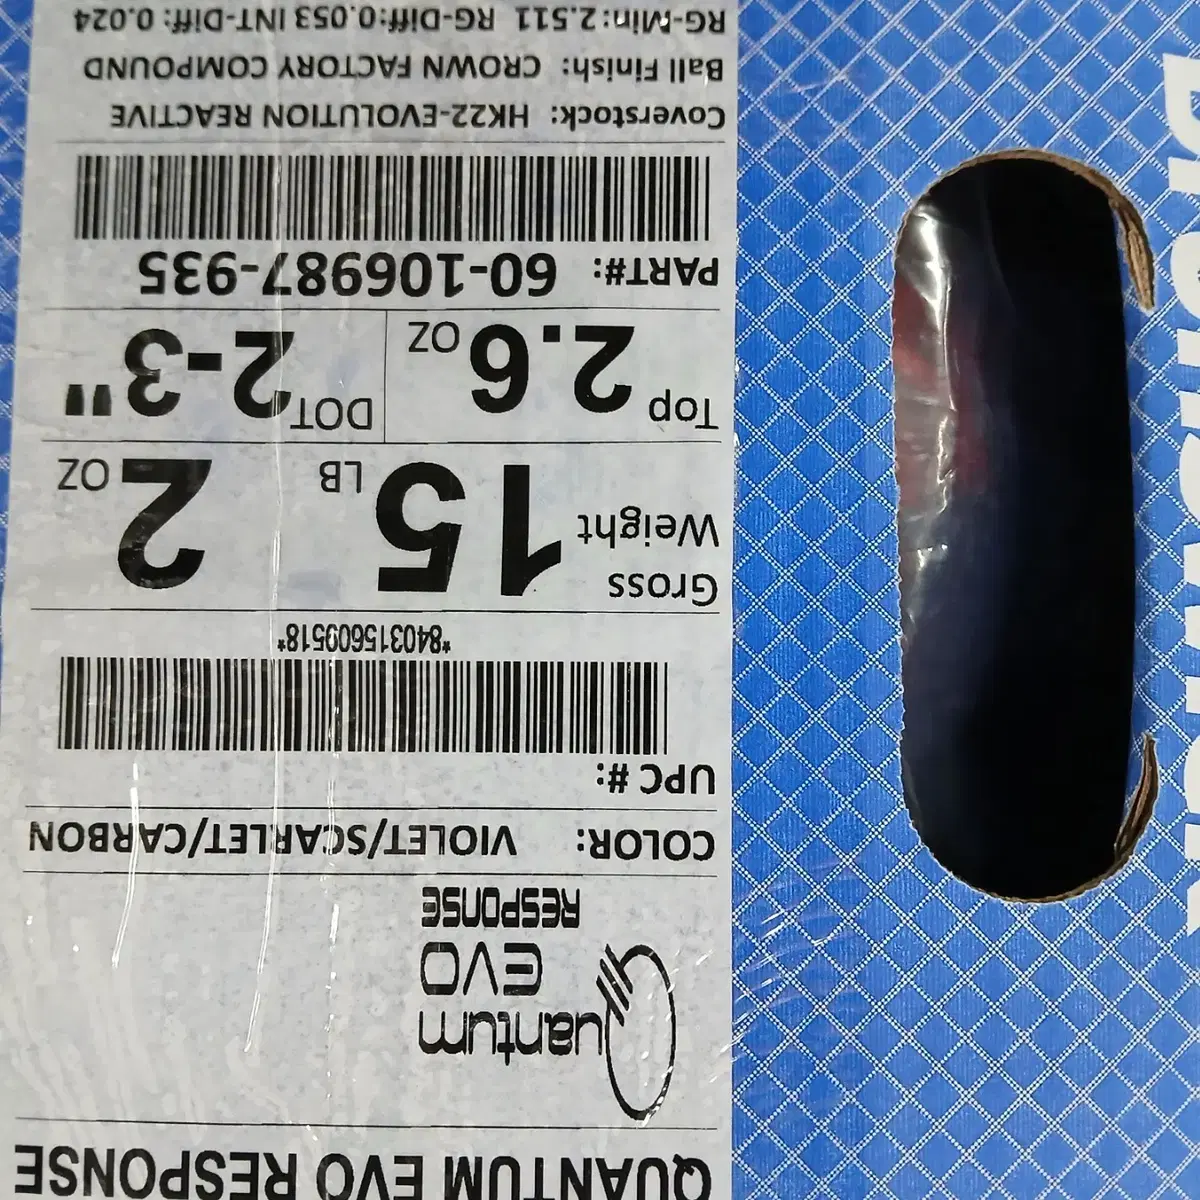 QUANTUM EVO RESPONSE
Quantum
EVO
RESPONSE
COLOR: VIOLET/SCARLET/CARBON
UPC #:
*840315609518*
Gross Weight 15 LB 2 OZ
Top 2.6 OZ DOT 2-3"
PART#: 60-106987-935
Coverstock: HK22-EVOLUTION REACTIVE
Ball Finish: CROWN FACTORY COMPOUND
RG-Min: 2.511 RG-Diff:0.053 INT-Diff: 0.024